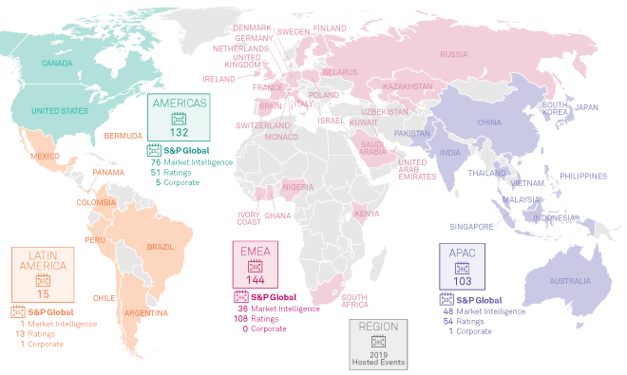 DENMARK
SWEDEN
FINLAND
GERMANY
NETHERLANDS
UNITED
KINGDOM
IRELAND
RUSSIA
BELARUS
CANADA
FRANCE
KAZAKHSTAN
POLAND
UNITED STATES
AMERICAS
132
SPAIN
ITALY
UZBEKISTAN
SOUTH
KOREA
JAPAN
SWITZERLAND
ISRAEL
KUWAIT
CHINA
MONACO
PAKISTAN
BERMUDA
S&P Global
76 Market Intelligence
51 Ratings
5 Corporate
MEXICO
SAUDI
ARABIA
INDIA
UNITED
ARAB
EMIRATES
PANAMA
THAILAND
PHILIPPINES
VIETNAM
NIGERIA
COLOMBIA
MALAYSIA
IVORY
COAST
GHANA
KENYA
INDONESIA
SINGAPORE
PERU
BRAZIL
LATIN
AMERICA
15
EMEA
144
APAC
103
AUSTRALIA
CHILE
ARGENTINA
SOUTH
AFRICA
S&P Global
1 Market Intelligence
13 Ratings
1 Corporate
S&P Global
36 Market Intelligence
108 Ratings
0 Corporate
S&P Global
48 Market Intelligence
54 Ratings
1 Corporate
REGION
2019
Hosted Events